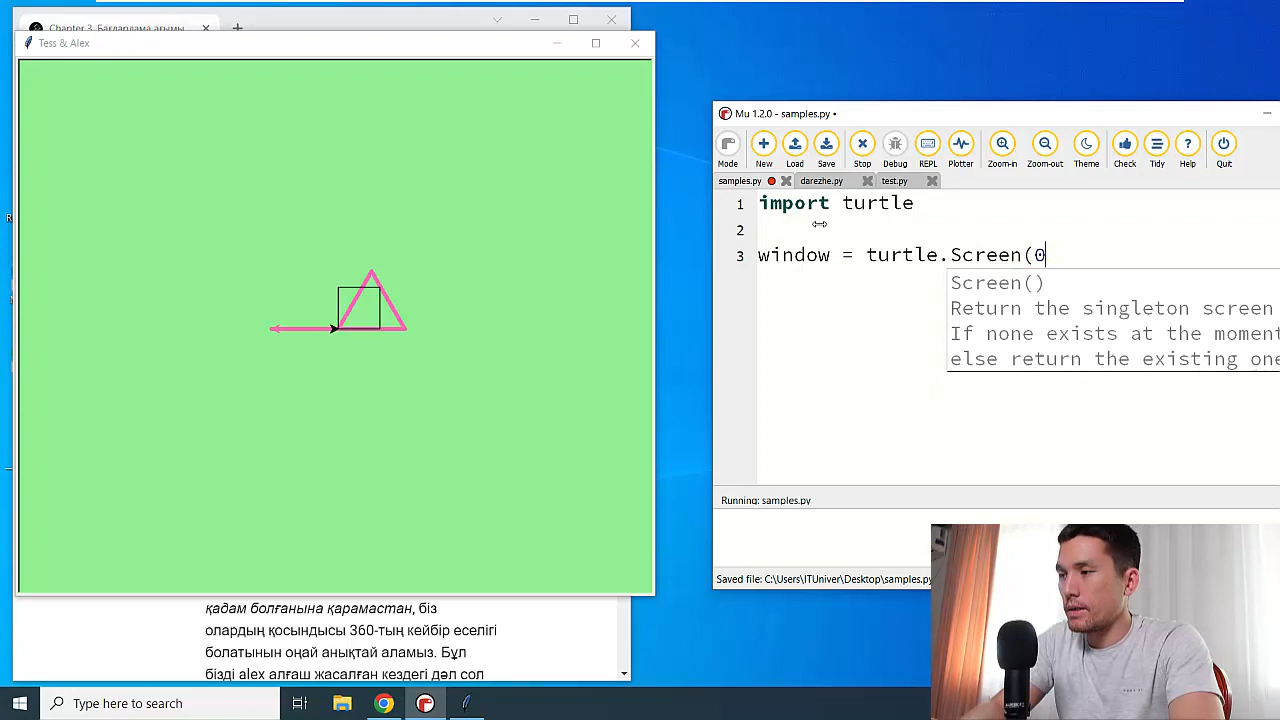 Chapter 3. Бағдарлама ағымы
Tess & Alex
Mu 1.2.0 - samples.py •
Mode
New
Load
Save
Stop
Debug
REPL
Plotter
Zoom-in
Zoom-out
Theme
Check
Tidy
Help
Quit
samples.py
darezhe.py
test.py
1 import turtle
2
3 window = turtle.Screen(0
Screen()
Return the singleton screen
If none exists at the moment
else return the existing one
Running: samples.py
Saved file: C:\Users\ITUniver\Desktop\samples.py
қадам болғанына қарамастан, біз
олардың қосындысы 360-тың кейбір еселігі
болатынын оңай анықтай аламыз. Бұл
бізді alex алғаш жасалған кездегі дәл сол
Type here to search